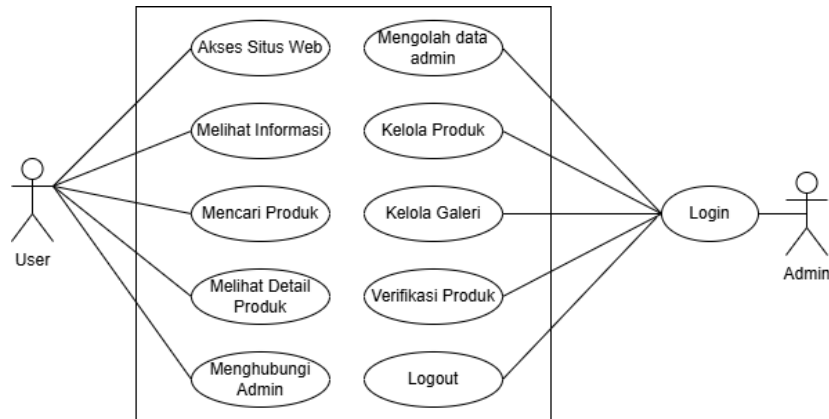 Akses Situs Web
Mengolah data
admin
Melihat Informasi
Kelola Produk
Mencari Produk
Kelola Galeri
Login
User
Admin
Melihat Detail
Produk
Verifikasi Produk
Menghubungi
Admin
Logout